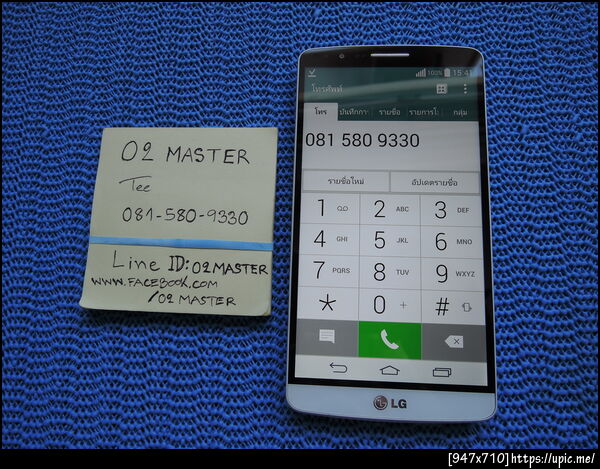 O2 MASTER
Tee
081-580-9330
Line ID: O2MASTER
WWW.FACEBOOK.COM
/O2 MASTER
100% 15:41
โทรศัพท์
โทร บันทึกกา รายชื่อ รายการโ กลุ่ม
081 580 9330
รายชื่อใหม่ อัปเดตรายชื่อ
1 2 ABC 3 DEF
4 GHI 5 JKL 6 MNO
7 PQRS 8 TUV 9 WXYZ
* 0 + #
LG
[947x710]https://upic.me/